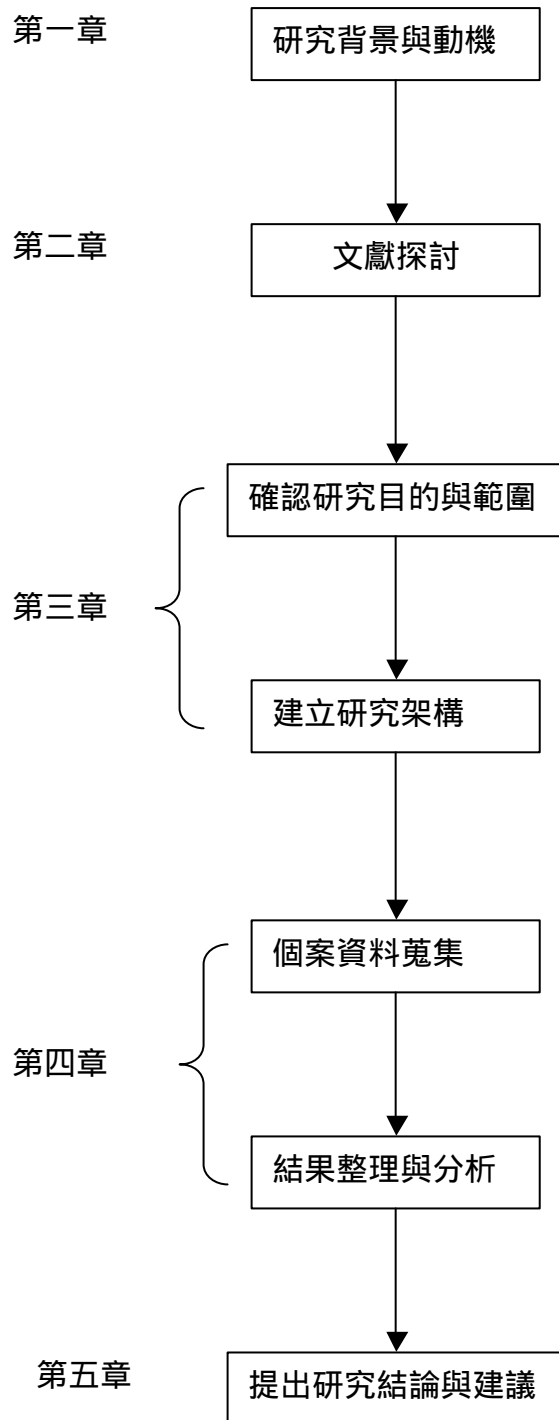 第一章
研究背景與動機
第二章
文獻探討
確認研究目的與範圍
第三章
建立研究架構
個案資料蒐集
第四章
結果整理與分析
第五章
提出研究結論與建議